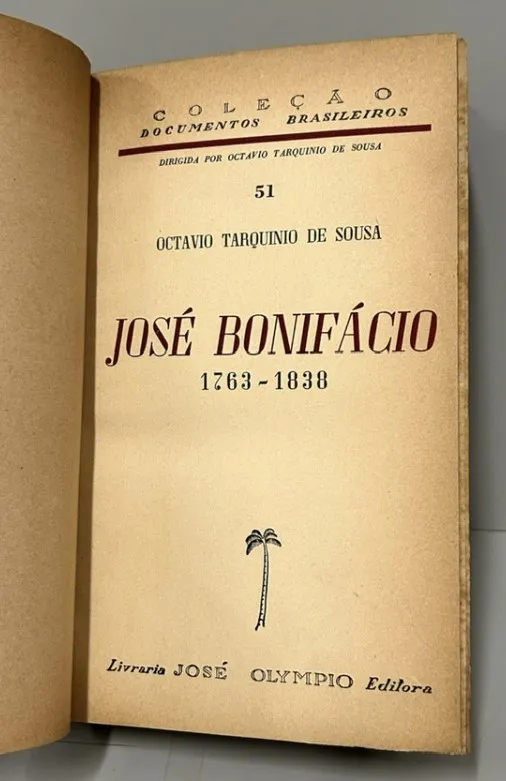 COLEÇÃO
DOCUMENTOS BRASILEIROS
DIRIGIDA POR OCTAVIO TARQUINIO DE SOUSA
51
OCTAVIO TARQUINIO DE SOUSA
JOSÉ BONIFÁCIO
1763-1838
Livraria JOSÉ OLYMPIO Editora